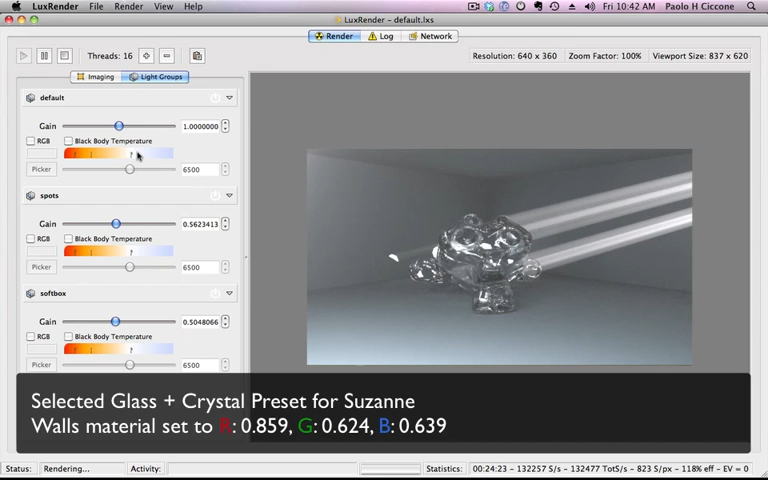 LuxRender File Render View Window Help Fri 10:42 AM Paolo H Ciccone
LuxRender - default.lxs
Render Log Network
Threads: 16 Resolution: 640 x 360 Zoom Factor: 100% Viewport Size: 837 x 620
Imaging Light Groups
default
Gain 1.0000000
RGB Black Body Temperature
Picker 6500
spots
Gain 0.5623413
RGB Black Body Temperature
Picker 6500
softbox
Gain 0.5048066
RGB Black Body Temperature
Picker 6500
Selected Glass + Crystal Preset for Suzanne
Walls material set to R: 0.859, G: 0.624, B: 0.639
Status: Rendering... Activity: Statistics: 00:24:23 - 132257 S/s - 132477 TotS/s - 823 S/px - 118% eff - EV = 0